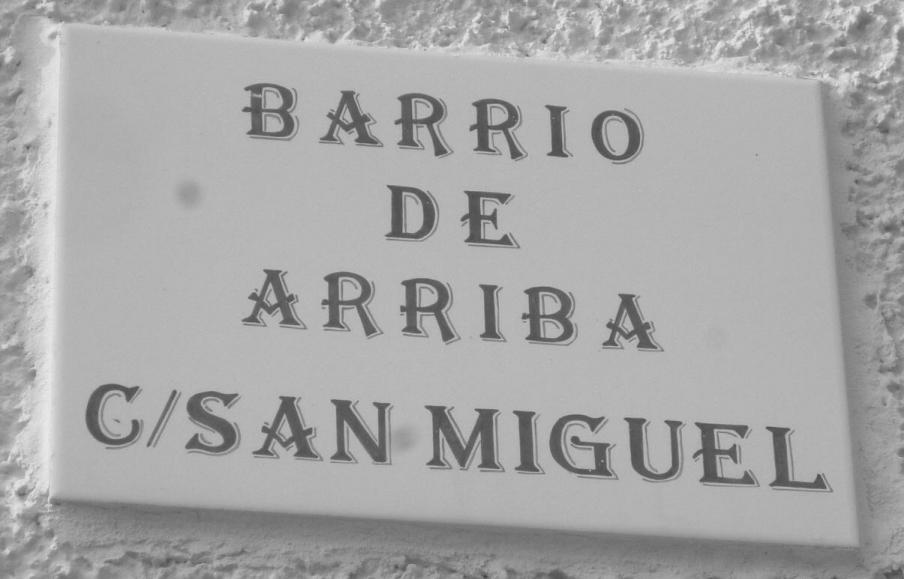 BARRIO
DE
ARRIBA
C/SAN MIGUEL